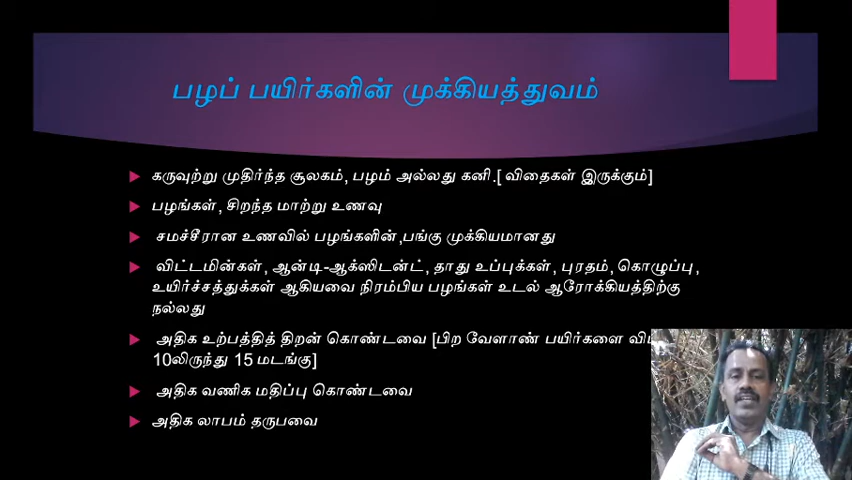 பழப் பயிர்களின் முக்கியத்துவம்
கருவுற்று முதிர்ந்த சூலகம், பழம் அல்லது கனி.[ விதைகள் இருக்கும்]
பழங்கள், சிறந்த மாற்று உணவு
சமச்சீரான உணவில் பழங்களின்,பங்கு முக்கியமானது
விட்டமின்கள், ஆன்டி-ஆக்ஸிடன்ட், தாது உப்புக்கள், புரதம், கொழுப்பு,
உயிர்ச்சத்துக்கள் ஆகியவை நிரம்பிய பழங்கள் உடல் ஆரோக்கியத்திற்கு
நல்லது
அதிக உற்பத்தித் திறன் கொண்டவை [பிற வேளாண் பயிர்களை
10லிருந்து 15 மடங்கு]
அதிக வணிக மதிப்பு கொண்டவை
அதிக லாபம் தருபவை